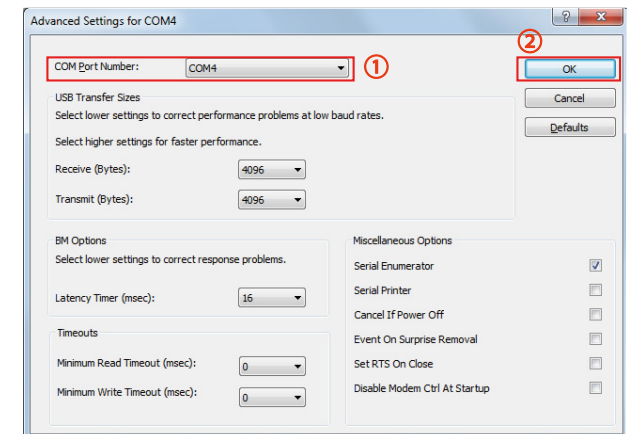 Advanced Settings for COM4
②
COM Port Number: COM4 ① OK
USB Transfer Sizes Cancel
Select lower settings to correct performance problems at low baud rates.
Defaults
Select higher settings for faster performance.
Receive (Bytes): 4096
Transmit (Bytes): 4096
BM Options
Select lower settings to correct response problems.
Latency Timer (msec): 16
Timeouts
Minimum Read Timeout (msec): 0
Minimum Write Timeout (msec): 0
Miscellaneous Options
Serial Enumerator
Serial Printer
Cancel If Power Off
Event On Surprise Removal
Set RTS On Close
Disable Modem Ctrl At Startup